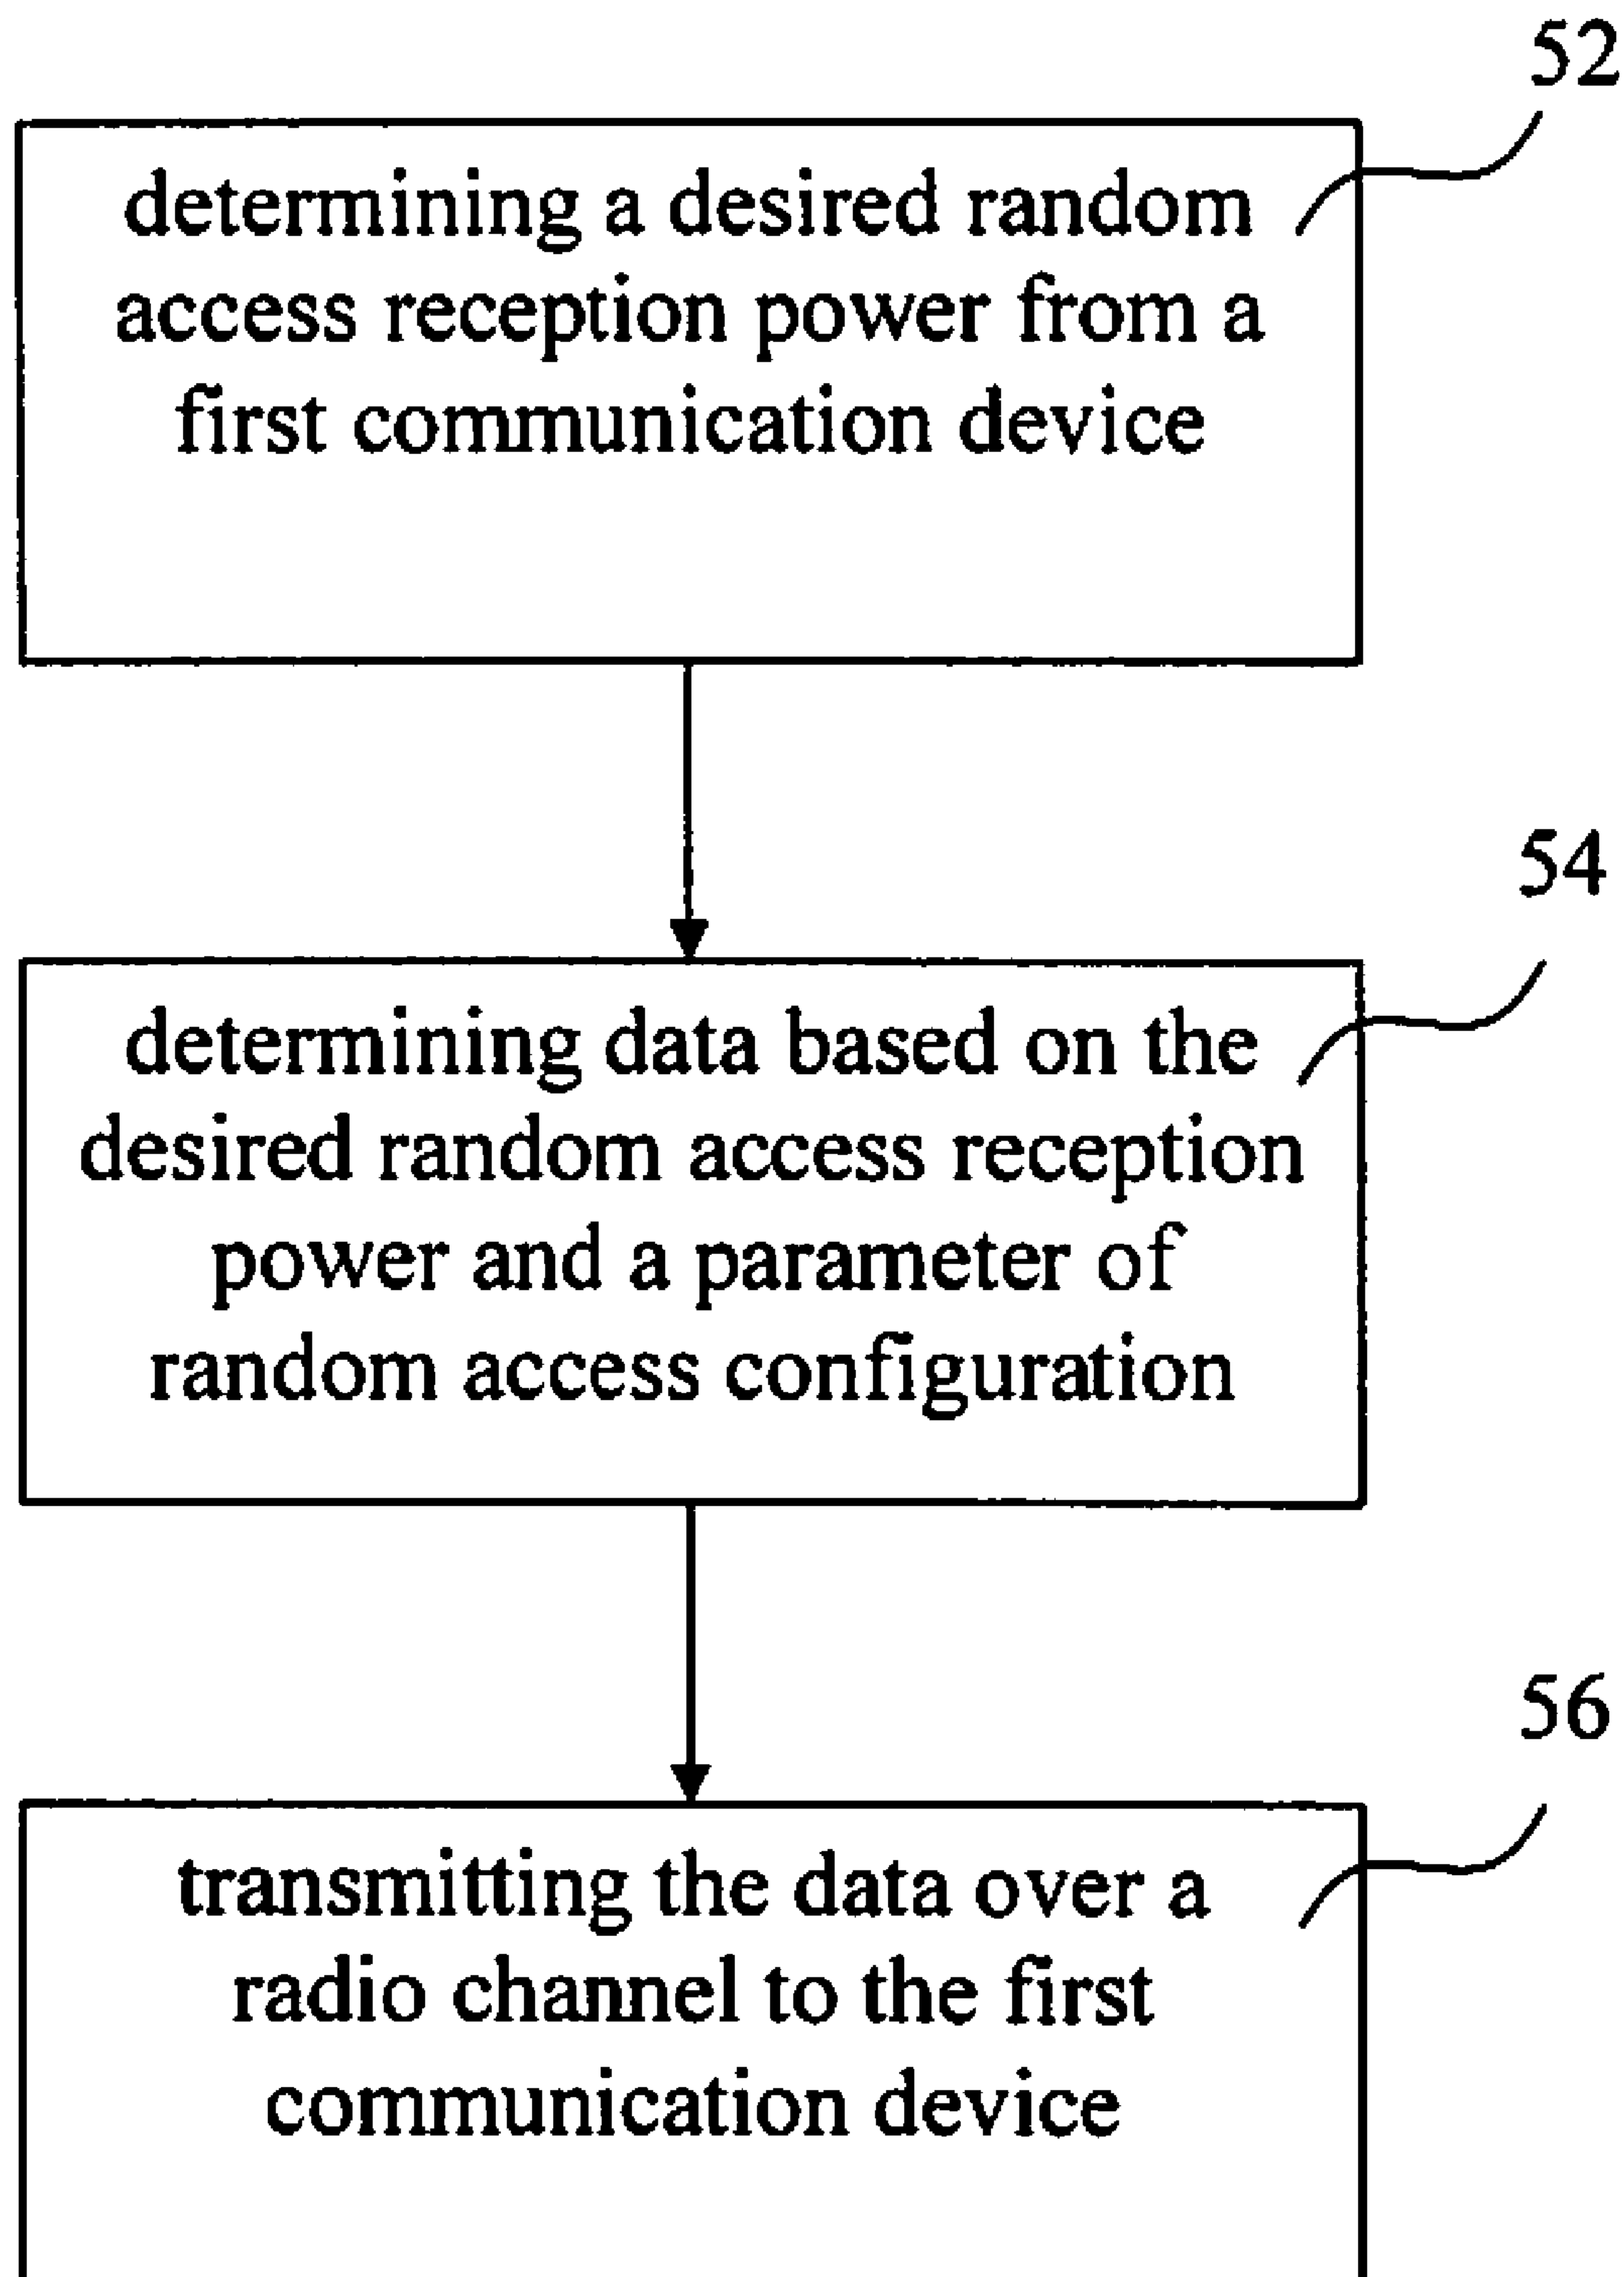 52
determining a desired random
access reception power from a
first communication device
54
determining data based on the
desired random access reception
power and a parameter of
random access configuration
56
transmitting the data over a
radio channel to the first
communication device